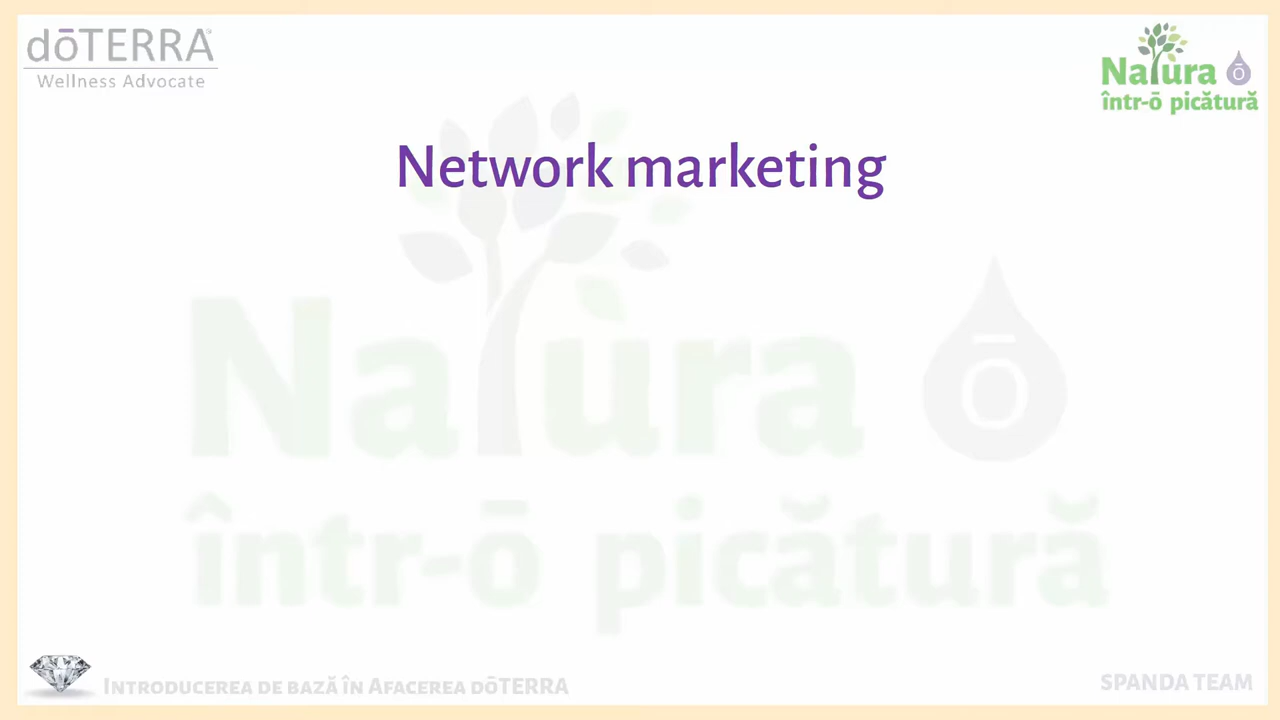 dōTERRA
Wellness Advocate
Natura ō
într-ō picătură
Network marketing
Natura ō
într-ō picătură
Introducerea de bază în Afacerea dōTERRA
SPANDA TEAM